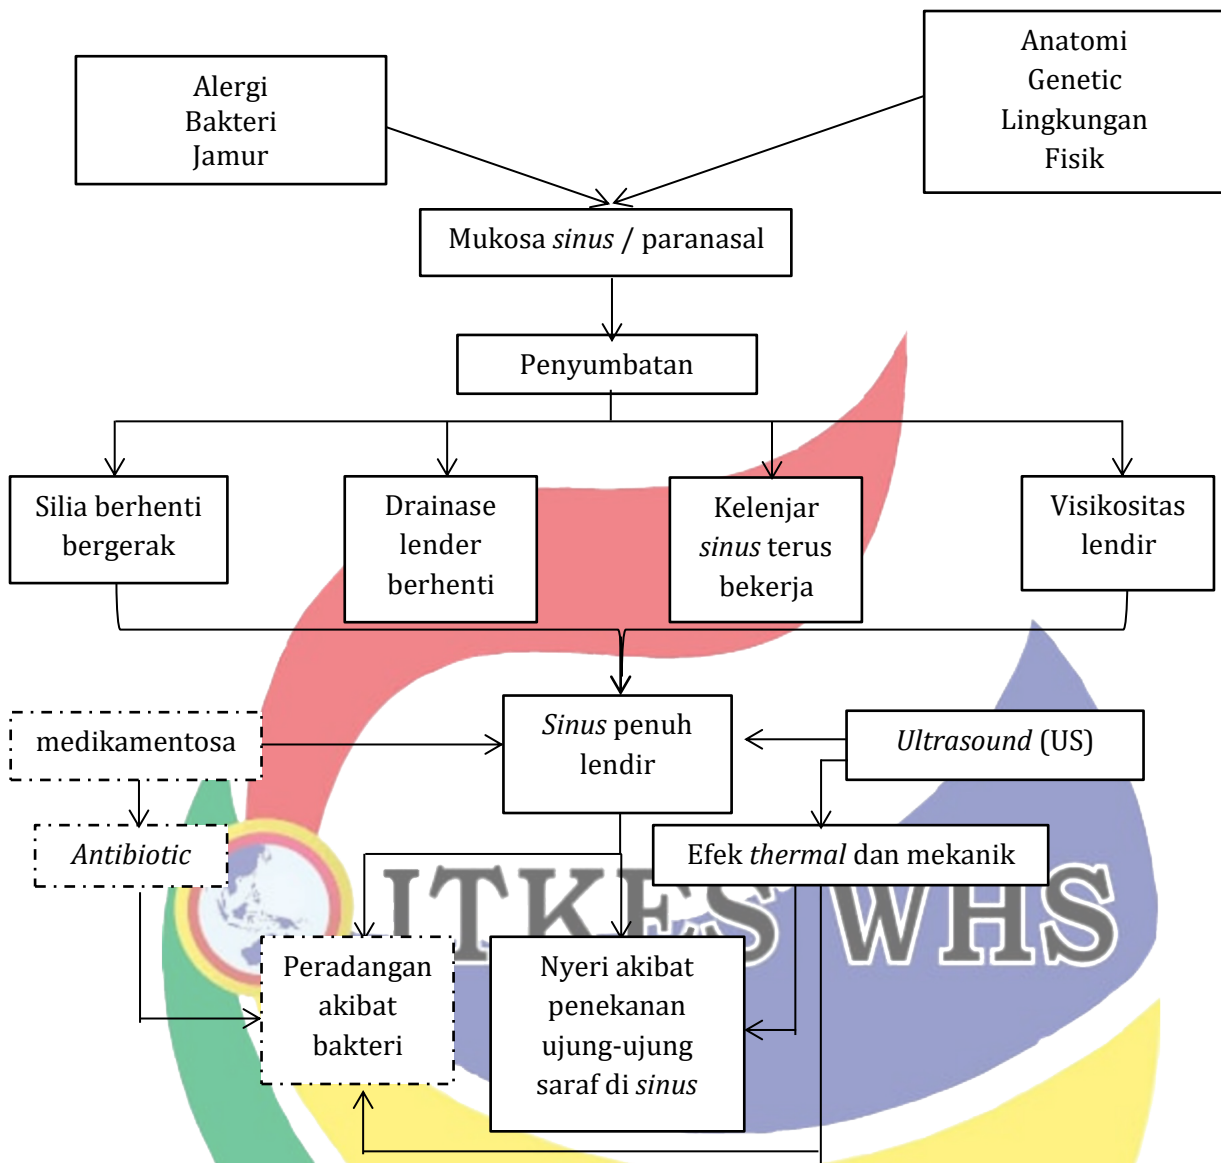 Alergi
Bakteri
Jamur
Anatomi
Genetic
Lingkungan
Fisik
Mukosa sinus / paranasal
Penyumbatan
Silia berhenti
bergerak
Drainase
lender
berhenti
Kelenjar
sinus terus
bekerja
Visikositas
lendir
medikamentosa
Sinus penuh
lendir
Ultrasound (US)
Antibiotic
Efek thermal dan mekanik
ITKES WHS
Peradangan
akibat
bakteri
Nyeri akibat
penekanan
ujung-ujung
saraf di sinus